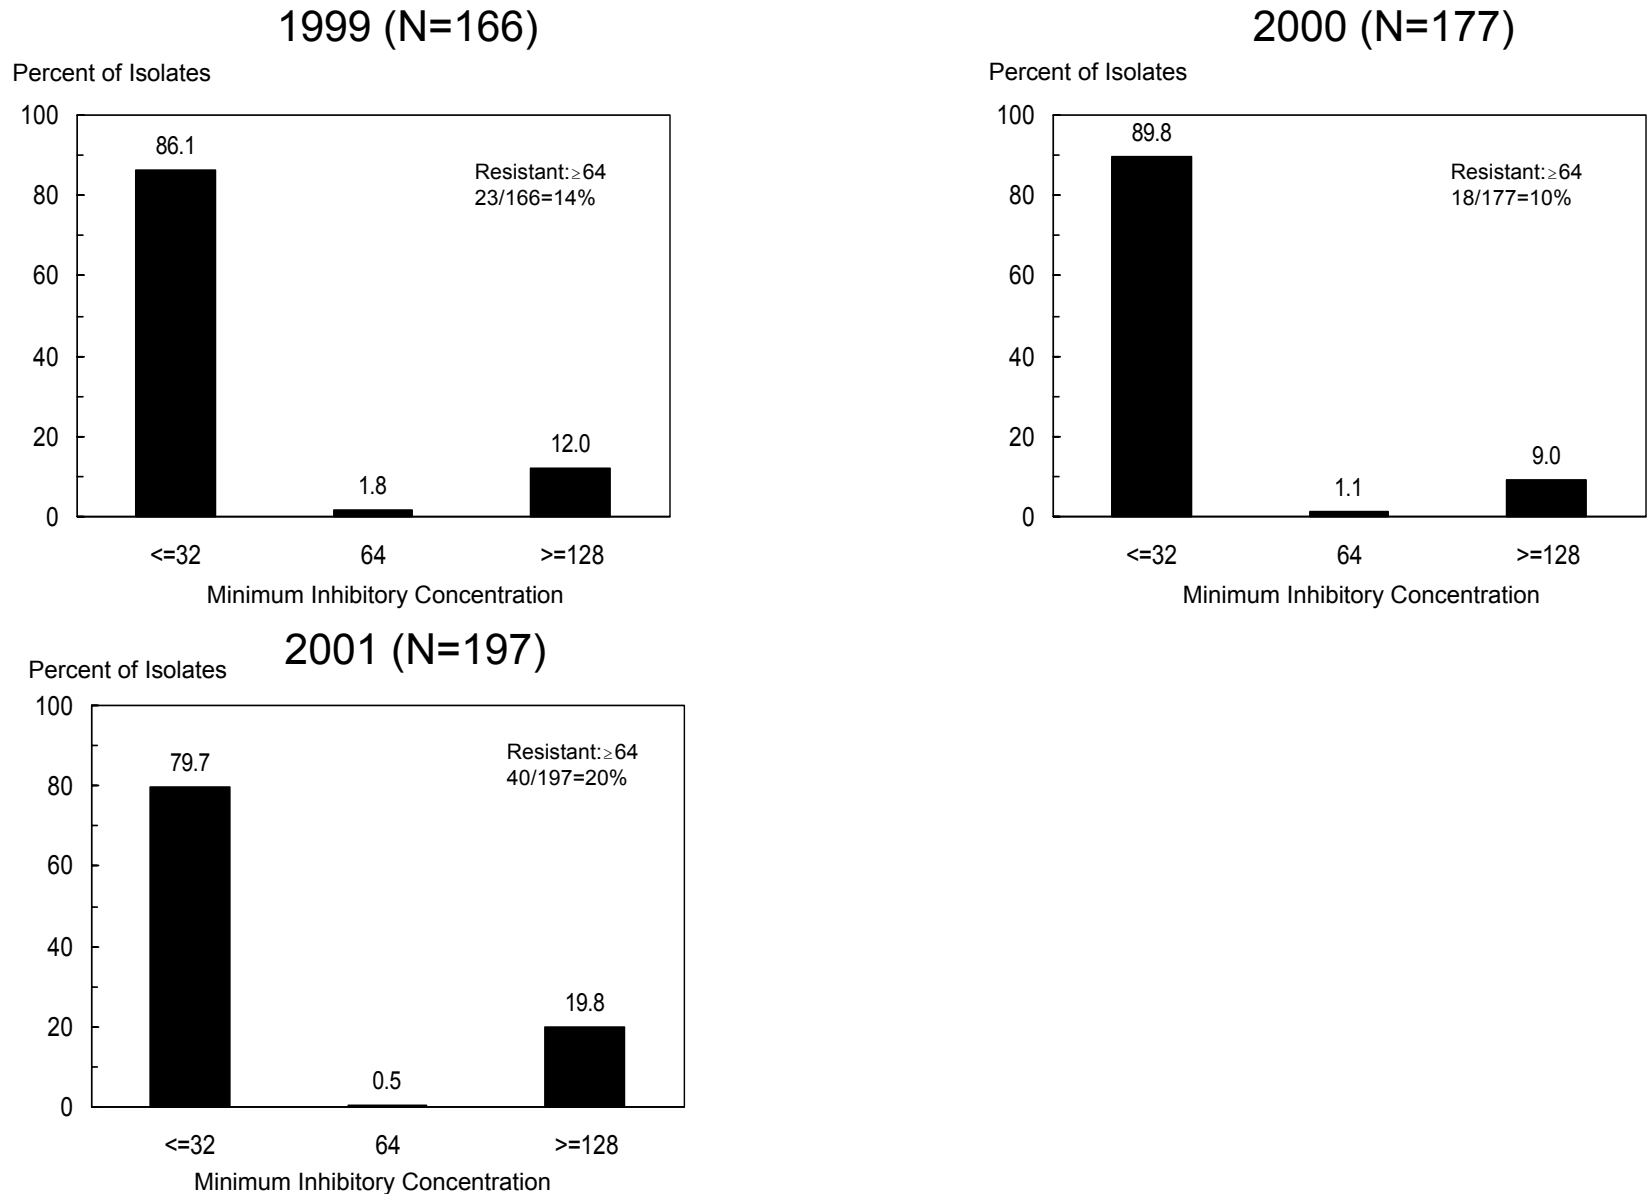 1999 (N=166)
Percent of Isolates
100
80
60
40
20
0
86.1
1.8
12.0
Resistant:≥64
23/166=14%
<=32 64 >=128
Minimum Inhibitory Concentration
2000 (N=177)
Percent of Isolates
100
80
60
40
20
0
89.8
1.1
9.0
Resistant:≥64
18/177=10%
<=32 64 >=128
Minimum Inhibitory Concentration
2001 (N=197)
Percent of Isolates
100
80
60
40
20
0
79.7
0.5
19.8
Resistant:≥64
40/197=20%
<=32 64 >=128
Minimum Inhibitory Concentration